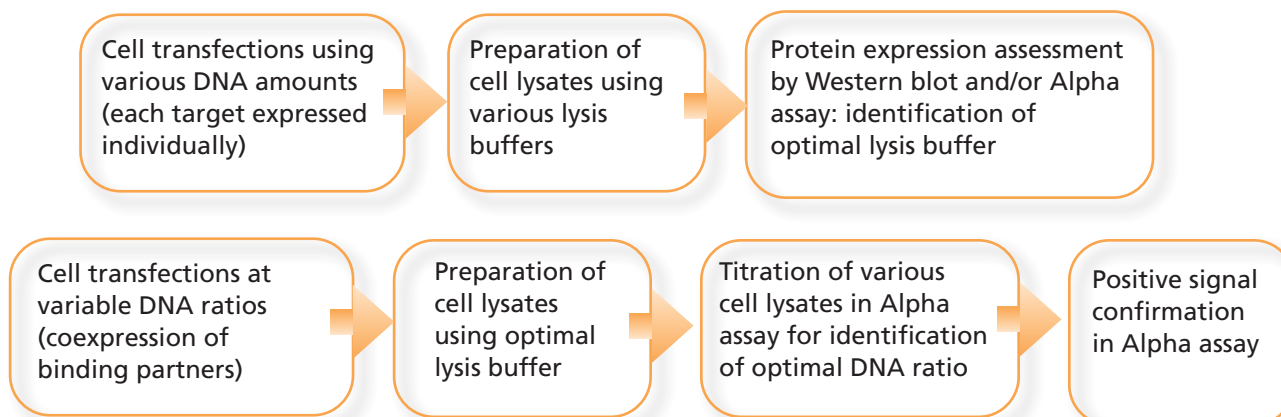 Cell transfections using
various DNA amounts
(each target expressed
individually)
Preparation of
cell lysates using
various lysis
buffers
Protein expression assessment
by Western blot and/or Alpha
assay: identification of
optimal lysis buffer
Cell transfections at
variable DNA ratios
(coexpression of
binding partners)
Preparation of
cell lysates
using optimal
lysis buffer
Titration of various
cell lysates in Alpha
assay for identification
of optimal DNA ratio
Positive signal
confirmation
in Alpha assay